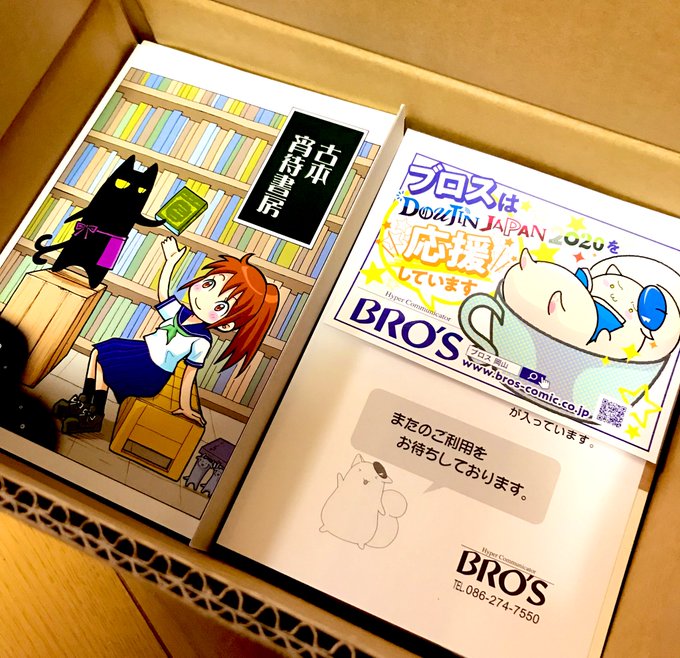 古本
宵待書房
ブロスは
DOUJIN JAPAN 2020を
応援
しています
Hyper Communicator
BRO'S
ブロス 岡山
www.bros-comic.co.jp
が入っています。
またのご利用を
お待ちしております。
Hyper Communicator
BRO'S
TEL.086-274-7550